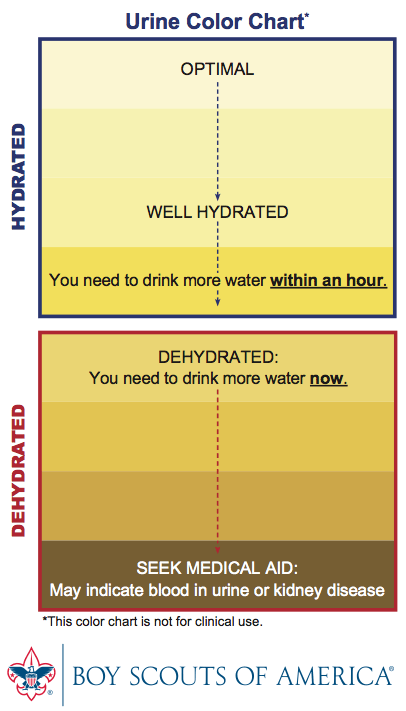 Urine Color Chart*
HYDRATED
OPTIMAL
WELL HYDRATED
You need to drink more water within an hour.
DEHYDRATED
DEHYDRATED:
You need to drink more water now.
SEEK MEDICAL AID:
May indicate blood in urine or kidney disease
*This color chart is not for clinical use.
®
BOY SCOUTS OF AMERICA®